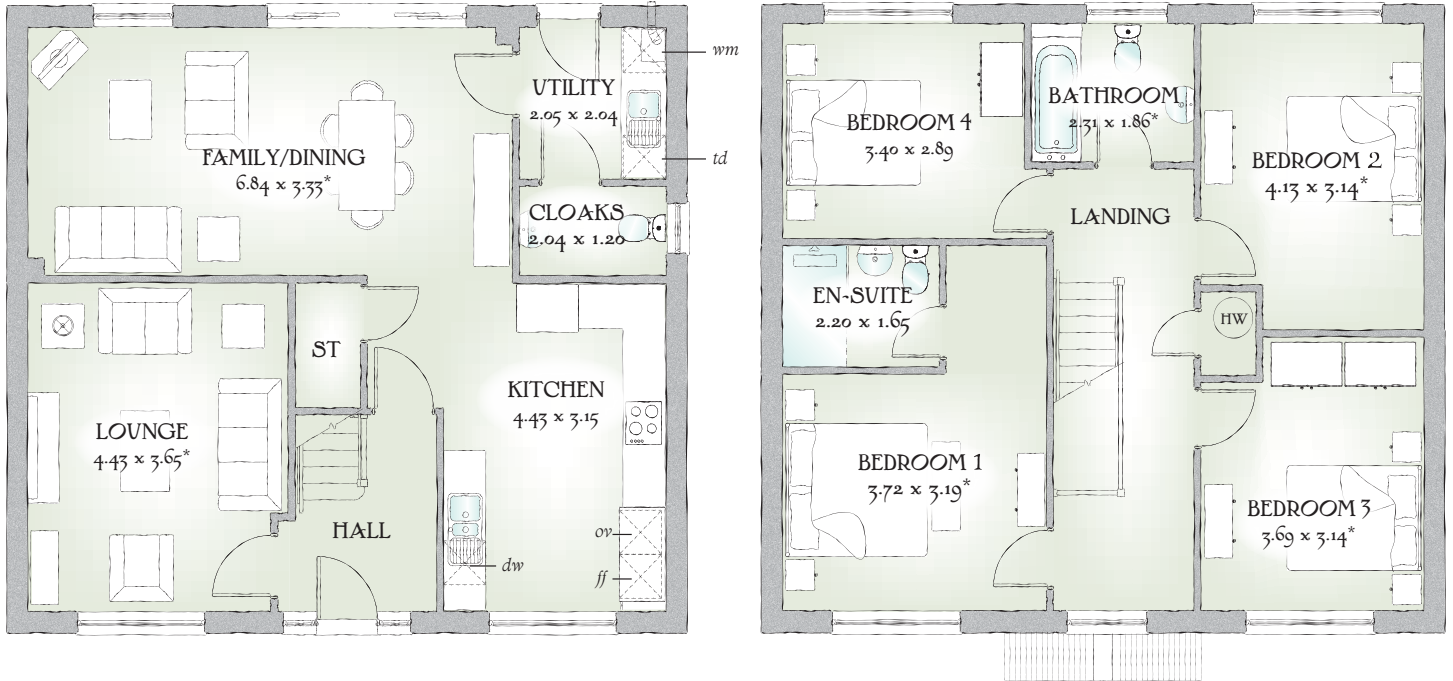 wm
UTILITY
2.05 x 2.04
FAMILY/DINING
6.84 x 3.33*
td
CLOAKS
2.04 x 1.20
ST
KITCHEN
4.43 x 3.15
LOUNGE
4.43 x 3.65*
HALL
ov
dw
ff
BATHROOM
2.31 x 1.86*
BEDROOM 4
3.40 x 2.89
BEDROOM 2
4.13 x 3.14*
LANDING
EN-SUITE
2.20 x 1.65
HW
BEDROOM 1
3.72 x 3.19*
BEDROOM 3
3.69 x 3.14*